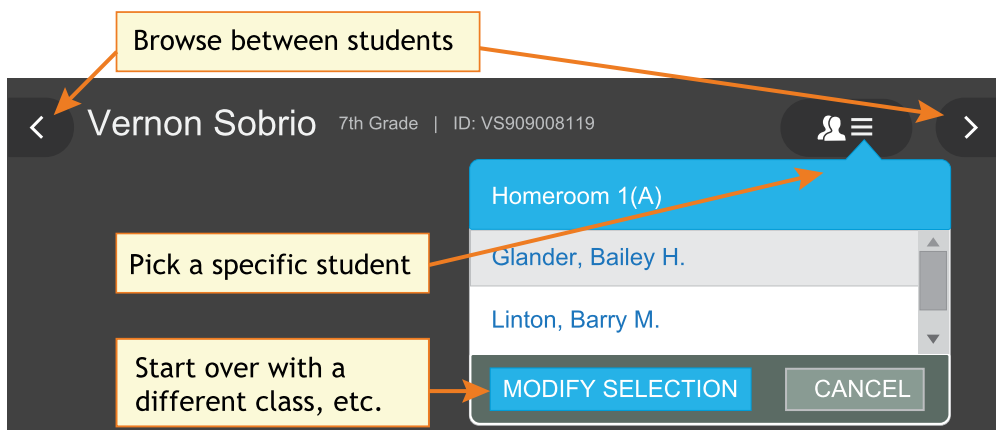 Browse between students
Vernon Sobrio 7th Grade | ID: VS909008119
Homeroom 1(A)
Pick a specific student
Glander, Bailey H.
Linton, Barry M.
Start over with a
different class, etc.
MODIFY SELECTION CANCEL